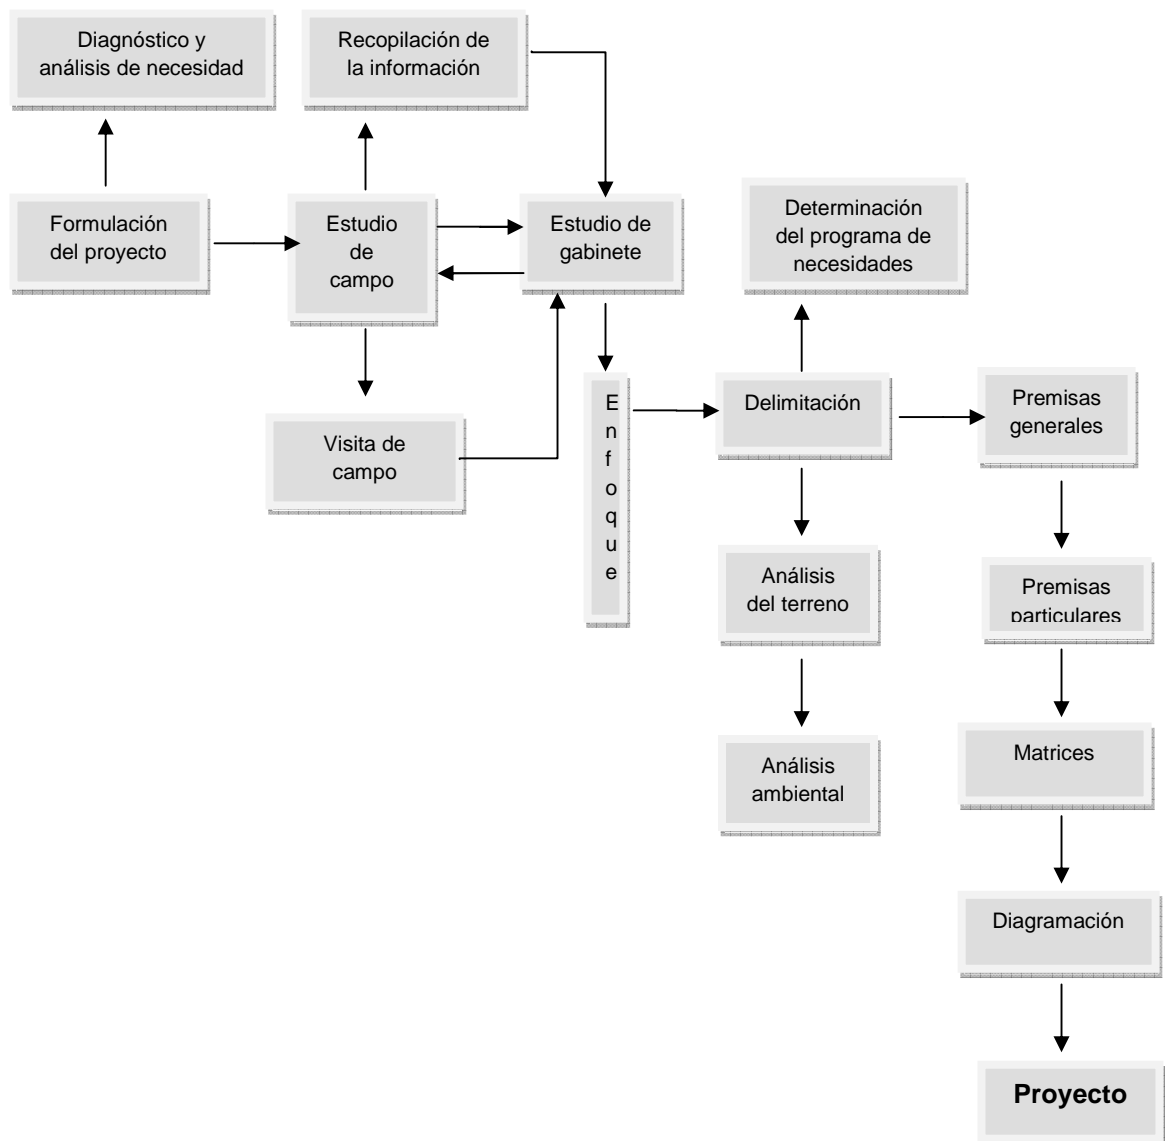 Diagnóstico y
análisis de necesidad
Recopilación de
la información
Formulación
del proyecto
Estudio
de
campo
Estudio de
gabinete
Determinación
del programa de
necesidades
Visita de
campo
E
n
f
o
q
u
e
Delimitación
Premisas
generales
Análisis
del terreno
Premisas
particulares
Análisis
ambiental
Matrices
Diagramación
Proyecto